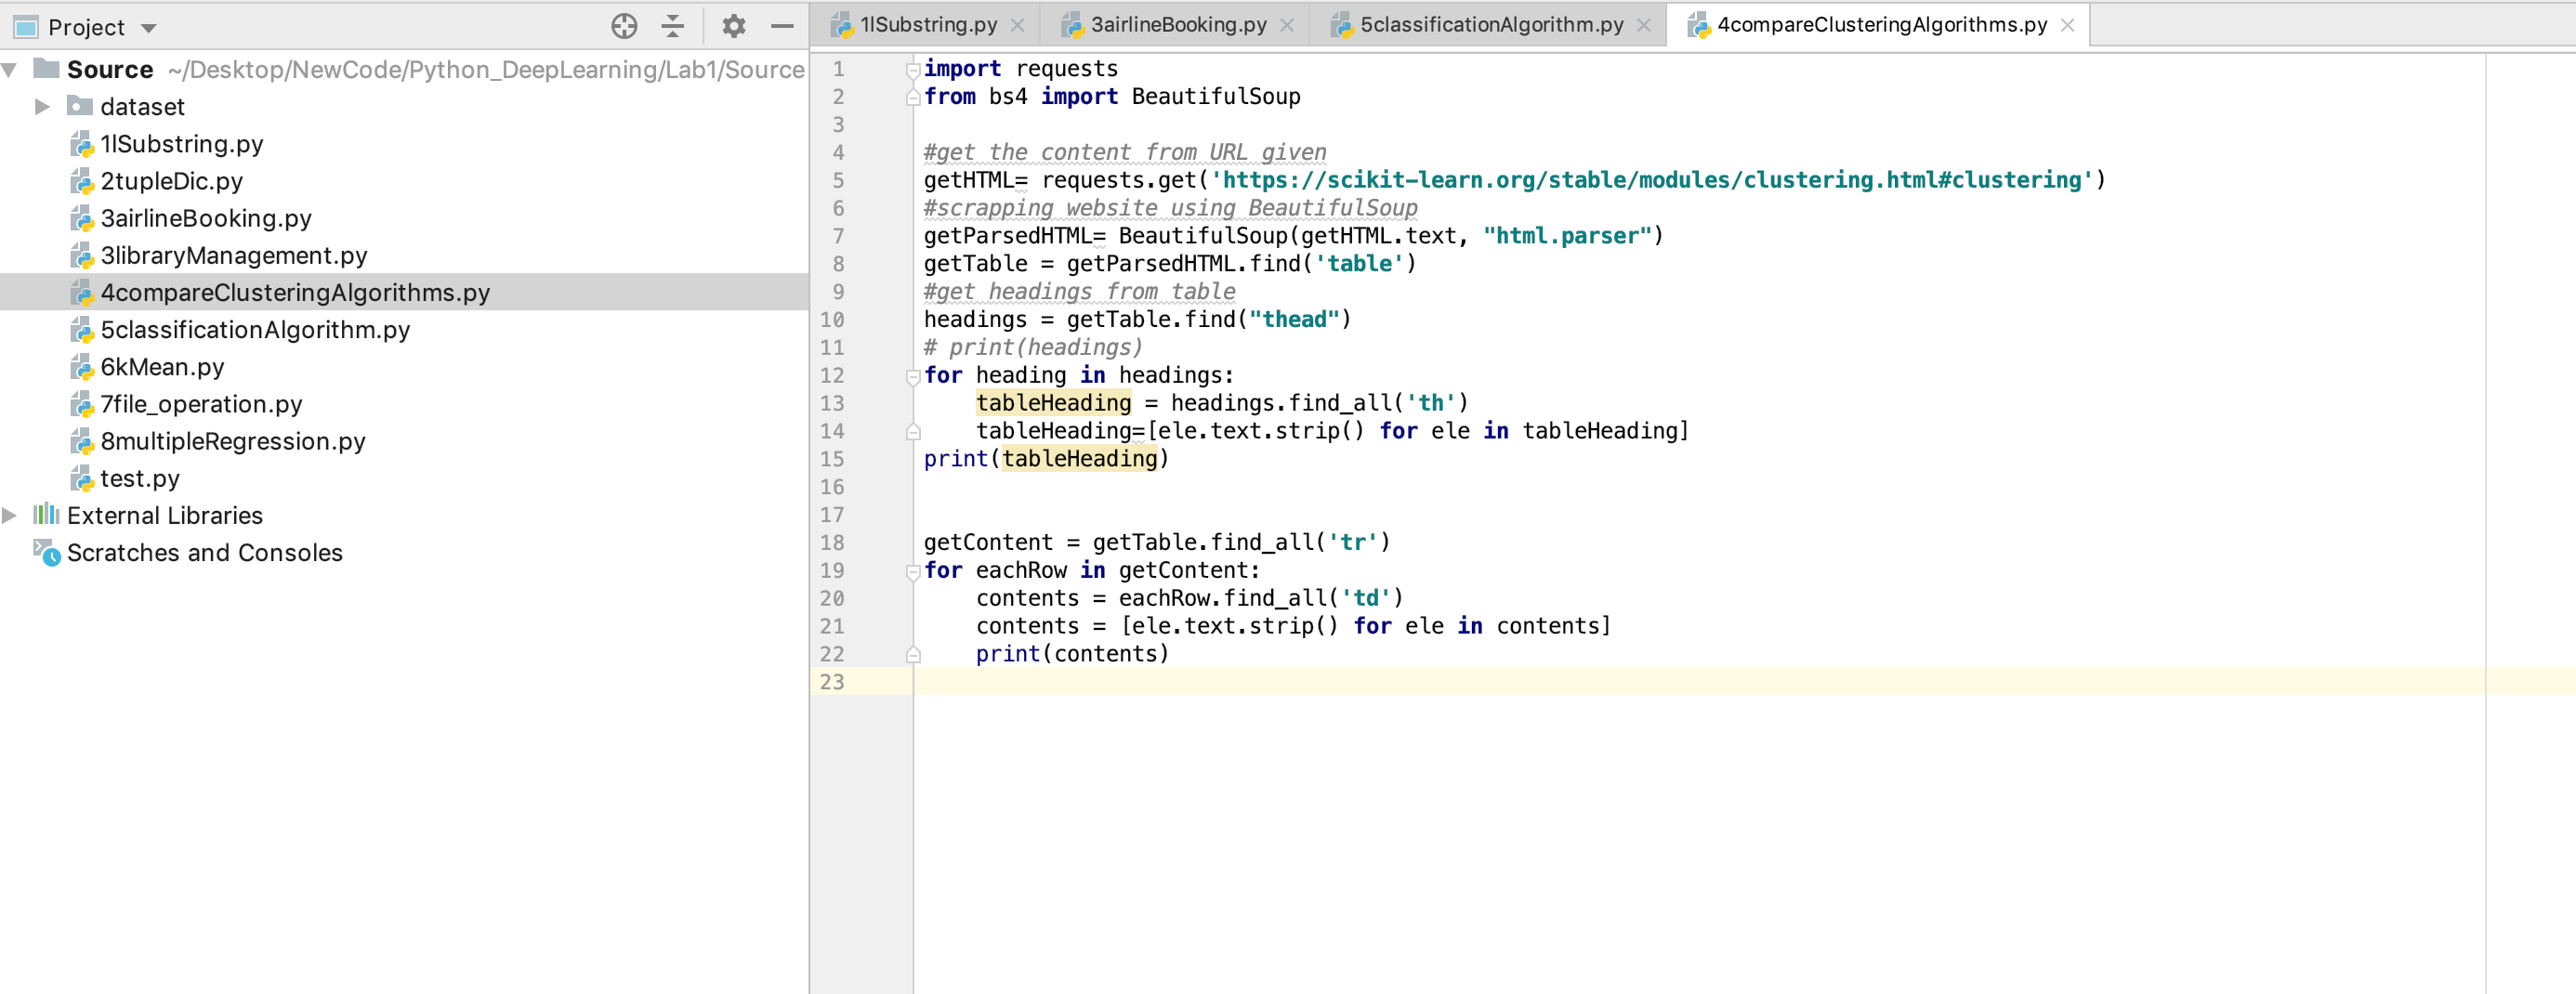 Project
Source ~/Desktop/NewCode/Python_DeepLearning/Lab1/Source
dataset
1lSubstring.py
2tupleDic.py
3airlineBooking.py
3libraryManagement.py
4compareClusteringAlgorithms.py
5classificationAlgorithm.py
6kMean.py
7file_operation.py
8multipleRegression.py
test.py
External Libraries
Scratches and Consoles
1lSubstring.py 3airlineBooking.py 5classificationAlgorithm.py 4compareClusteringAlgorithms.py
1 import requests
2 from bs4 import BeautifulSoup
3
4 #get the content from URL given
5 getHTML= requests.get('https://scikit-learn.org/stable/modules/clustering.html#clustering')
6 #scrapping website using BeautifulSoup
7 getParsedHTML= BeautifulSoup(getHTML.text, "html.parser")
8 getTable = getParsedHTML.find('table')
9 #get headings from table
10 headings = getTable.find("thead")
11 # print(headings)
12 for heading in headings:
13     tableHeading = headings.find_all('th')
14     tableHeading=[ele.text.strip() for ele in tableHeading]
15 print(tableHeading)
16
17
18 getContent = getTable.find_all('tr')
19 for eachRow in getContent:
20     contents = eachRow.find_all('td')
21     contents = [ele.text.strip() for ele in contents]
22     print(contents)
23